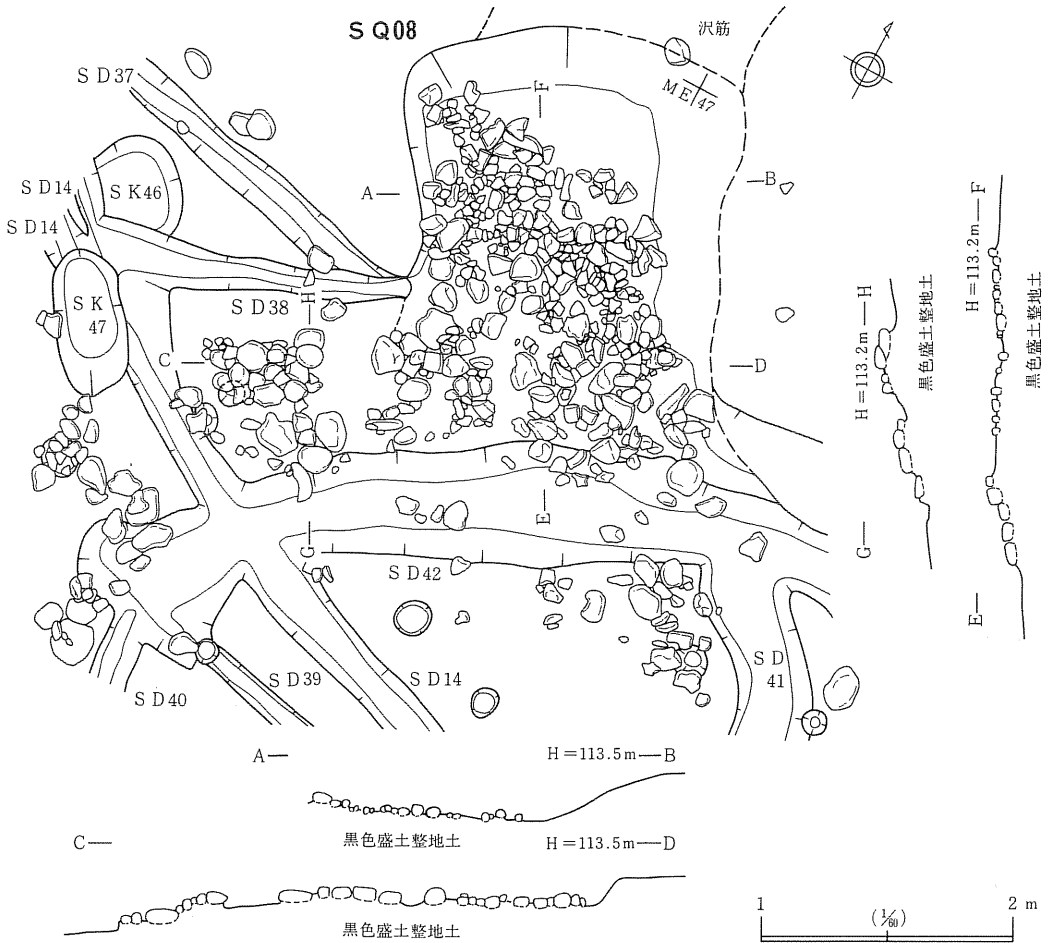 SQ08
沢筋
ME47
SD37
SD14
SK46
SD14
SK
47
SD38
A—
—B
F
H
C—
—D
E
G
SD42
SD40
SD39
SD14
SD
41
H=113.2m—H
黒色盛土整地土
G—
H=113.2m—F
黒色盛土整地土
E—
A—
H=113.5m—B
黒色盛土整地土
C—
H=113.5m—D
黒色盛土整地土
1
(1/60)
2 m